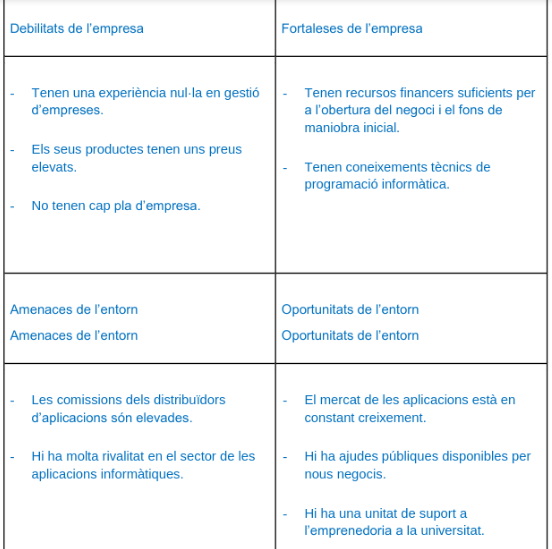 Debilitats de l'empresa
Fortaleses de l'empresa
- Tenen una experiència nul·la en gestió
d'empreses.
- Els seus productes tenen uns preus
elevats.
- No tenen cap pla d'empresa.
- Tenen recursos financers suficients per
a l'obertura del negoci i el fons de
maniobra inicial.
- Tenen coneixements tècnics de
programació informàtica.
Amenaces de l'entorn
Amenaces de l'entorn
Oportunitats de l'entorn
Oportunitats de l'entorn
- Les comissions dels distribuïdors
d'aplicacions són elevades.
- Hi ha molta rivalitat en el sector de les
aplicacions informàtiques.
- El mercat de les aplicacions està en
constant creixement.
- Hi ha ajudes públiques disponibles per
nous negocis.
- Hi ha una unitat de suport a
l'emprenedoria a la universitat.